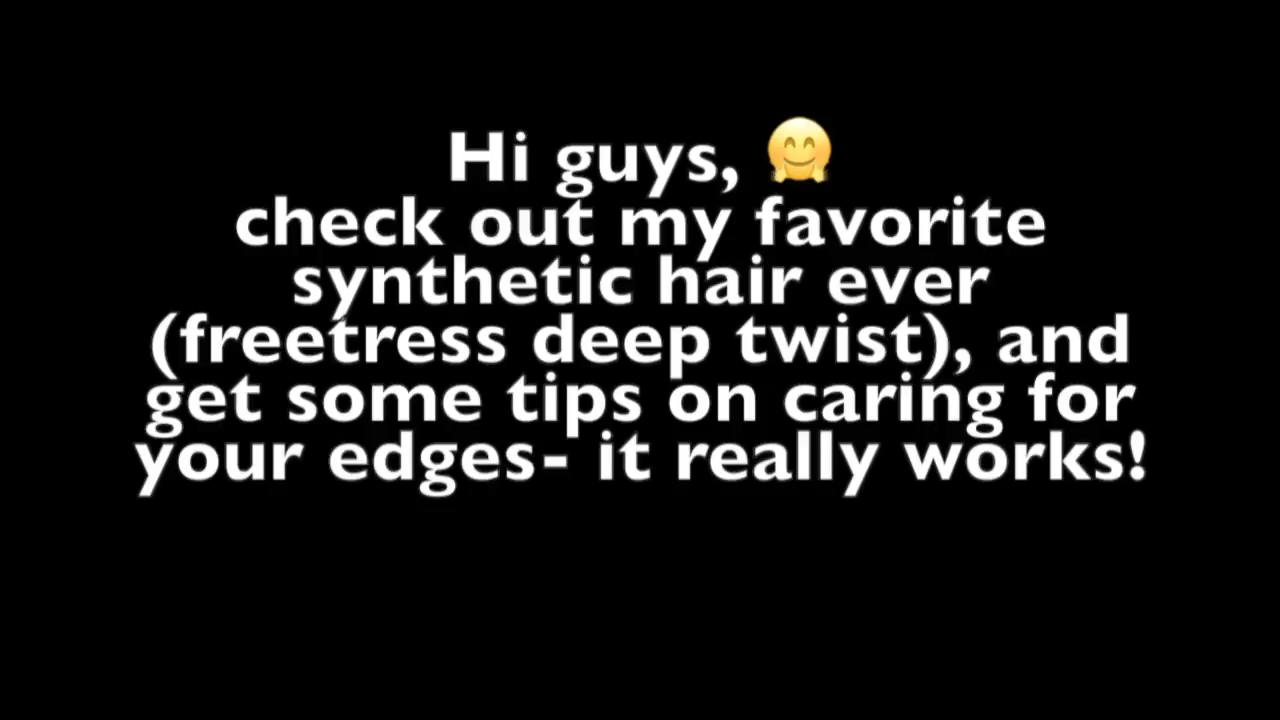 Hi guys, 🤗
check out my favorite
synthetic hair ever
(freetress deep twist), and
get some tips on caring for
your edges- it really works!